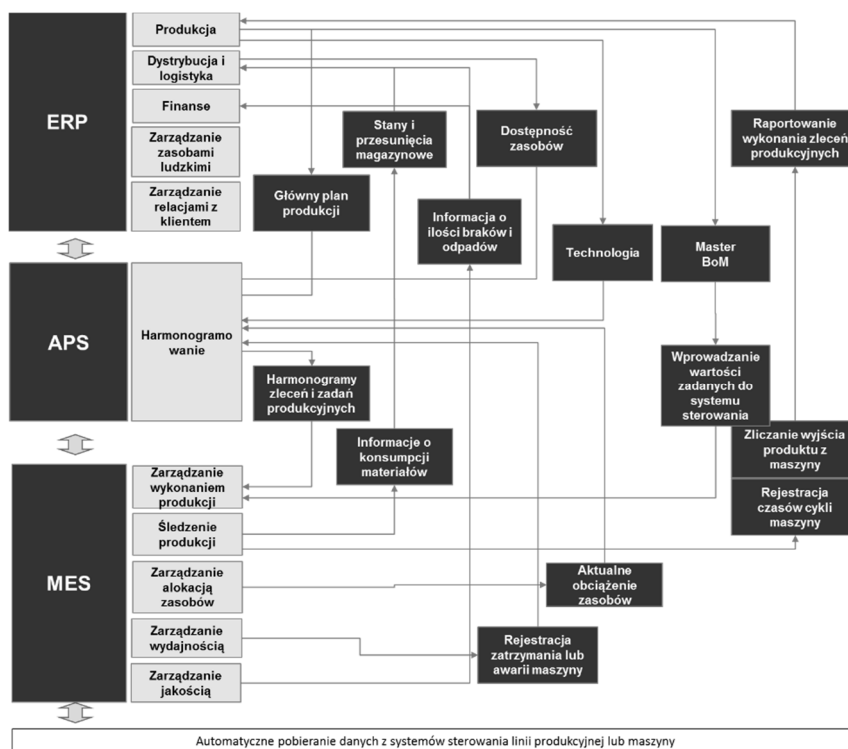 ERP
Produkcja
Dystrybucja i
logistyka
Finanse
Zarządzanie
zasobami
ludzkimi
Zarządzanie
relacjami z
klientem
Stany i
przesunięcia
magazynowe
Dostępność
zasobów
Raportowanie
wykonania zleceń
produkcyjnych
Główny plan
produkcji
Informacja o
ilości braków i
odpadów
Technologia
Master
BoM
APS
Harmonogramo
wanie
Harmonogramy
zleceń i zadań
produkcyjnych
Wprowadzanie
wartości
zadanych do
systemu
sterowania
Informacje o
konsumpcji
materiałów
Zliczanie wyjścia
produktu z
maszyny
Rejestracja
czasów cykli
maszyny
MES
Zarządzanie
wykonaniem
produkcji
Śledzenie
produkcji
Zarządzanie
alokacją
zasobów
Zarządzanie
wydajnością
Zarządzanie
jakością
Aktualne
obciążenie
zasobów
Rejestracja
zatrzymania lub
awarii maszyny
Automatyczne pobieranie danych z systemów sterowania linii produkcyjnej lub maszyny